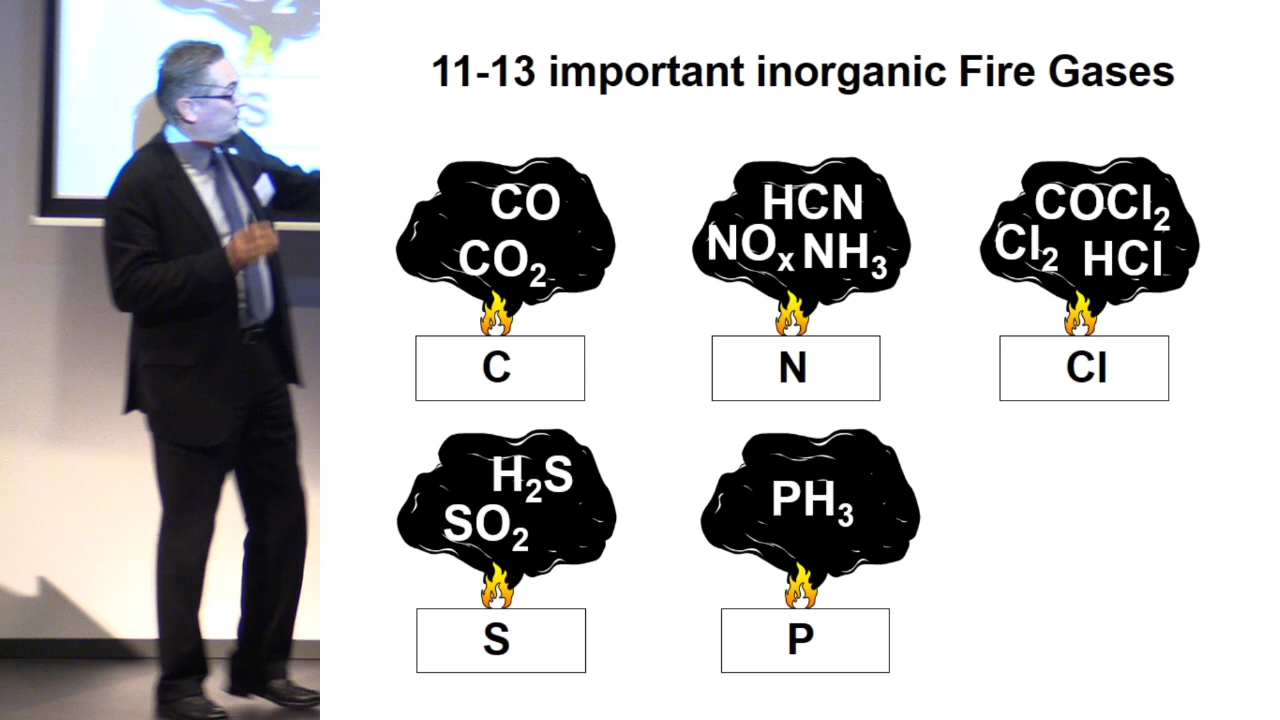 11-13 important inorganic Fire Gases
CO
CO₂
C
HCN
NOₓ NH₃
N
COCl₂
Cl₂ HCl
Cl
H₂S
SO₂
S
PH₃
P